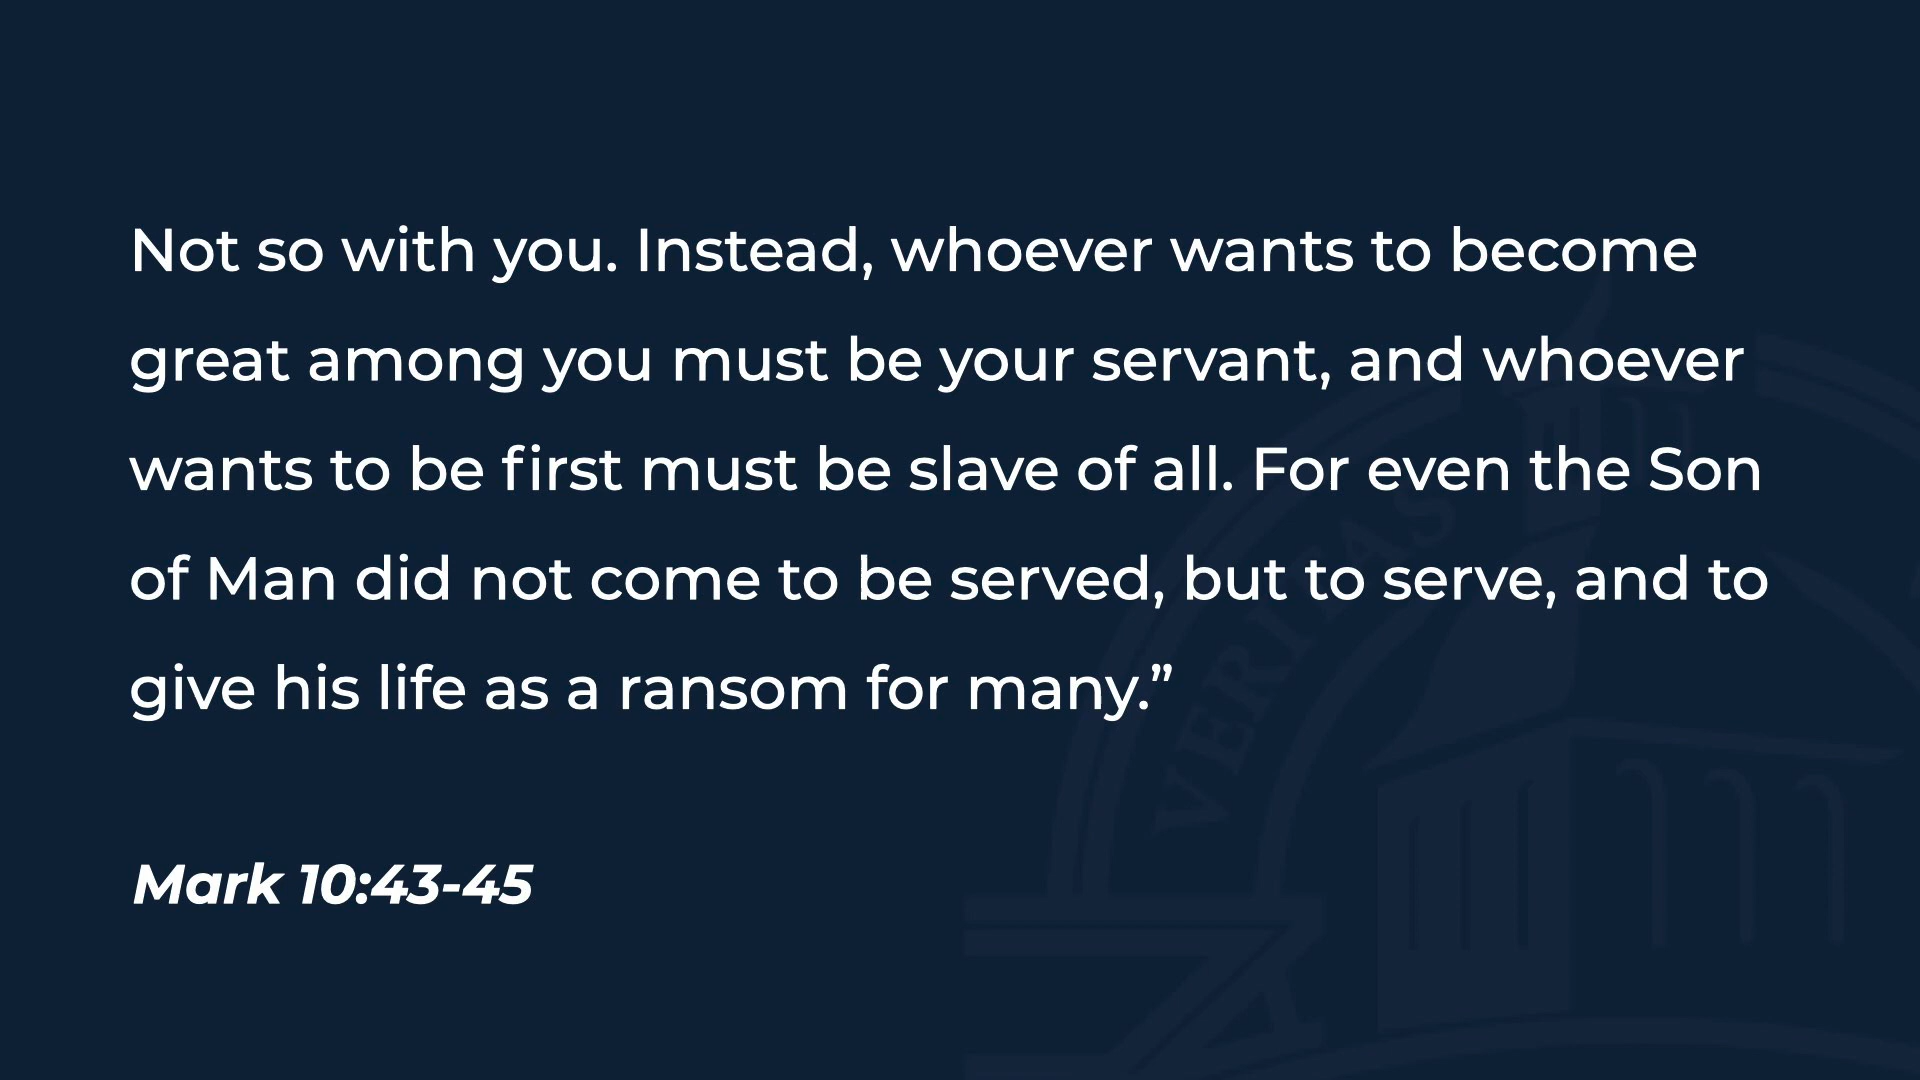 Not so with you. Instead, whoever wants to become
great among you must be your servant, and whoever
wants to be first must be slave of all. For even the Son
of Man did not come to be served, but to serve, and to
give his life as a ransom for many.”
Mark 10:43-45
VERITAS